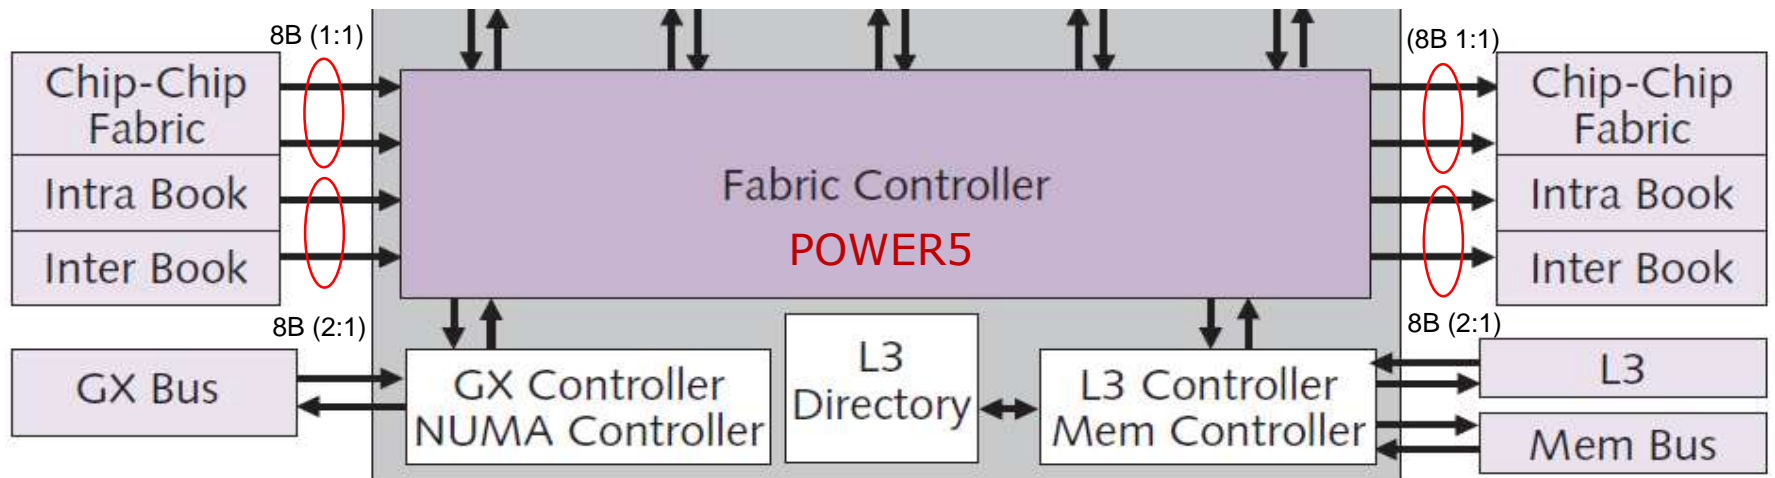 8B (1:1)
(8B 1:1)
Chip-Chip
Fabric
Intra Book
Inter Book
Fabric Controller
POWER5
Chip-Chip
Fabric
Intra Book
Inter Book
8B (2:1)
8B (2:1)
GX Bus
GX Controller
NUMA Controller
L3
Directory
L3 Controller
Mem Controller
L3
Mem Bus